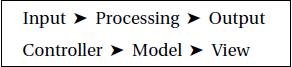 Input ➤ Processing ➤ Output
Controller ➤ Model ➤ View